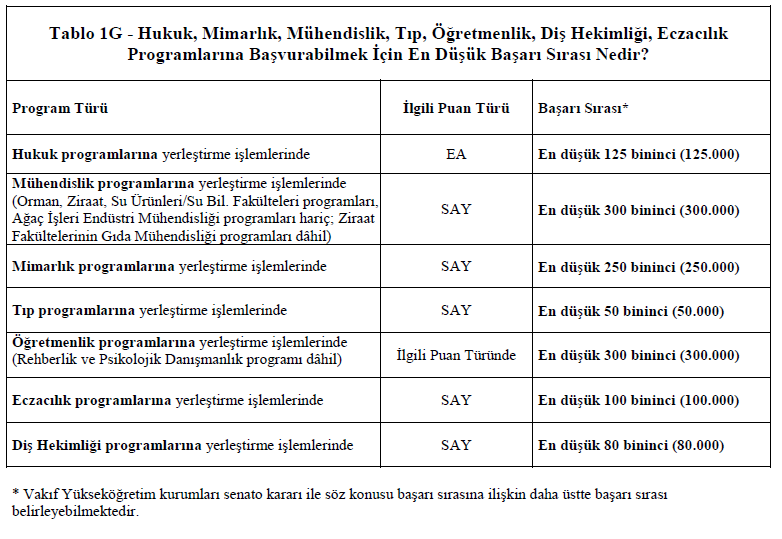 Tablo 1G - Hukuk, Mimarlık, Mühendislik, Tıp, Öğretmenlik, Diş Hekimliği, Eczacılık
Programlarına Başvurabilmek İçin En Düşük Başarı Sırası Nedir?
Program Türü İlgili Puan Türü Başarı Sırası*
Hukuk programlarına yerleştirme işlemlerinde EA En düşük 125 bininci (125.000)
Mühendislik programlarına yerleştirme işlemlerinde
(Orman, Ziraat, Su Ürünleri/Su Bil. Fakülteleri programları,
Ağaç İşleri Endüstri Mühendisliği programları hariç; Ziraat
Fakültelerinin Gıda Mühendisliği programları dâhil)
SAY
En düşük 300 bininci (300.000)
Mimarlık programlarına yerleştirme işlemlerinde SAY En düşük 250 bininci (250.000)
Tıp programlarına yerleştirme işlemlerinde SAY En düşük 50 bininci (50.000)
Öğretmenlik programlarına yerleştirme işlemlerinde
(Rehberlik ve Psikolojik Danışmanlık programı dâhil)
İlgili Puan Türünde
En düşük 300 bininci (300.000)
Eczacılık programlarına yerleştirme işlemlerinde SAY En düşük 100 bininci (100.000)
Diş Hekimliği programlarına yerleştirme işlemlerinde SAY En düşük 80 bininci (80.000)
* Vakıf Yükseköğretim kurumları senato kararı ile söz konusu başarı sırasına ilişkin daha üstte başarı sırası
belirleyebilmektedir.